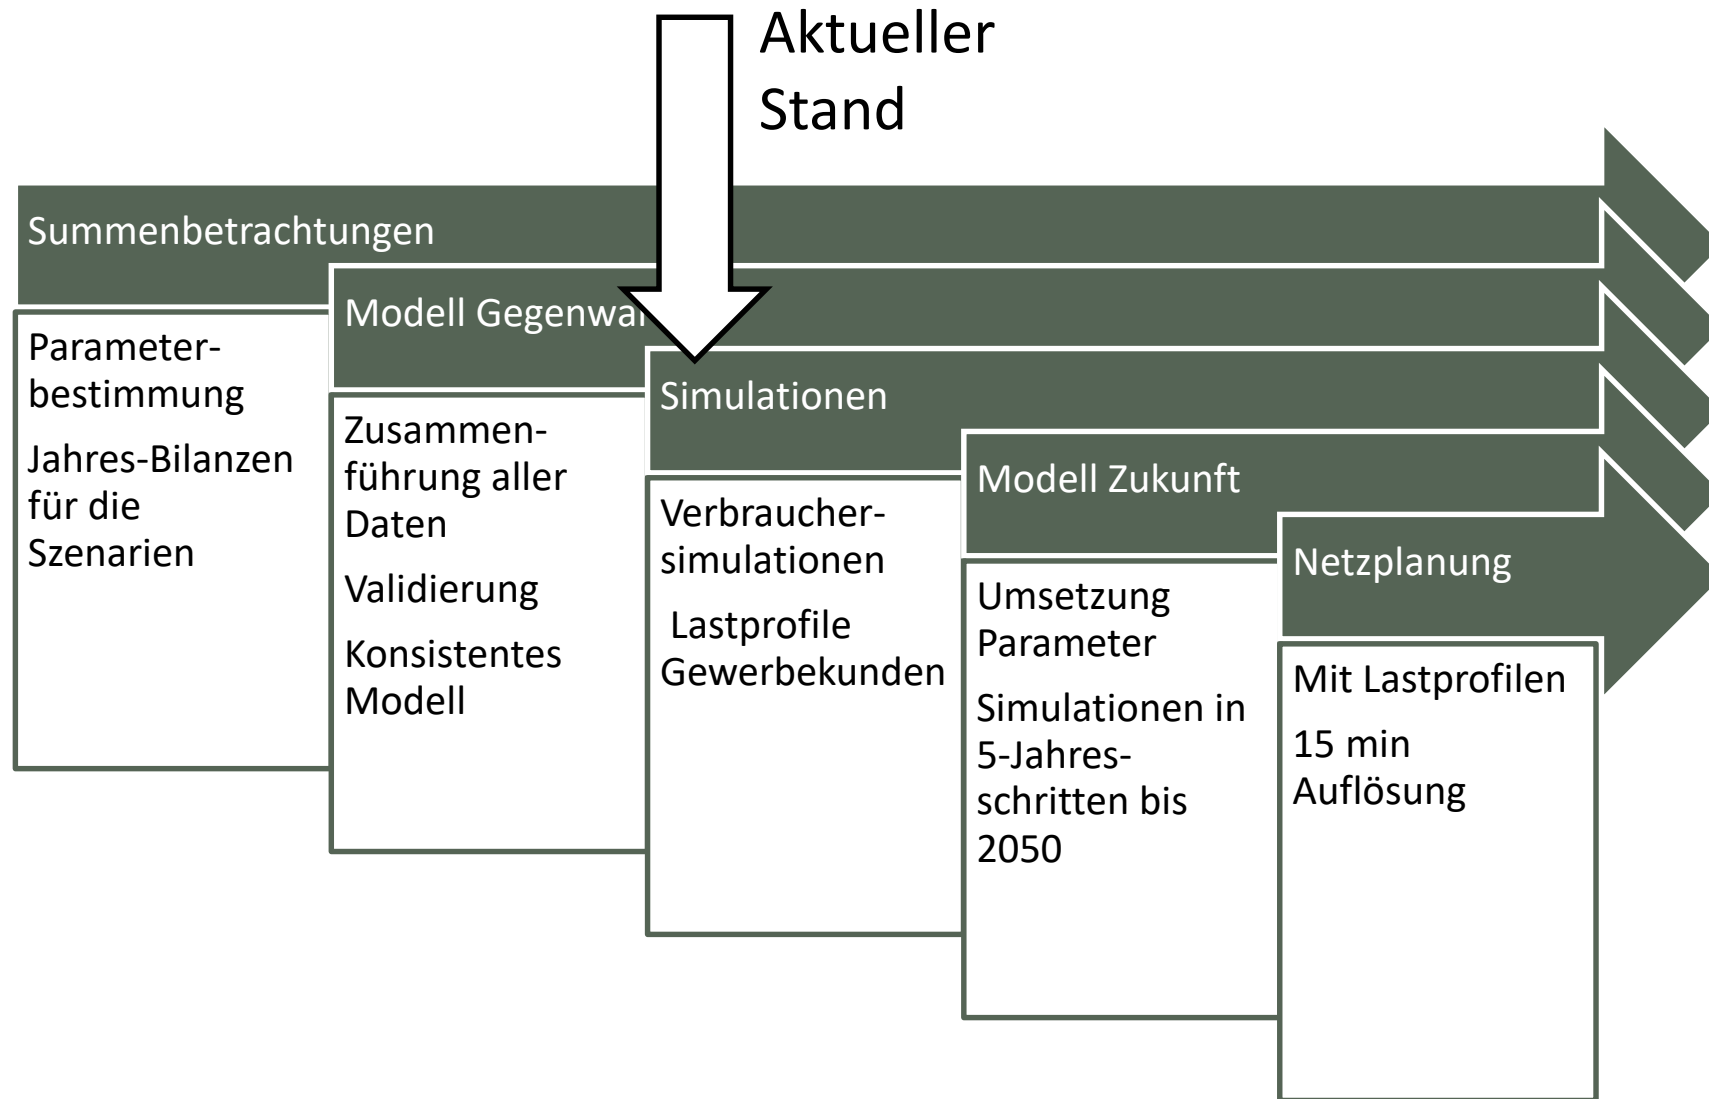 Aktueller
Stand
Summenbetrachtungen
Parameter-
bestimmung
Jahres-Bilanzen
für die
Szenarien
Modell Gegenwar
Zusammen-
führung aller
Daten
Validierung
Konsistentes
Modell
Simulationen
Verbraucher-
simulationen
Lastprofile
Gewerbekunden
Modell Zukunft
Umsetzung
Parameter
Simulationen in
5-Jahres-
schritten bis
2050
Netzplanung
Mit Lastprofilen
15 min
Auflösung